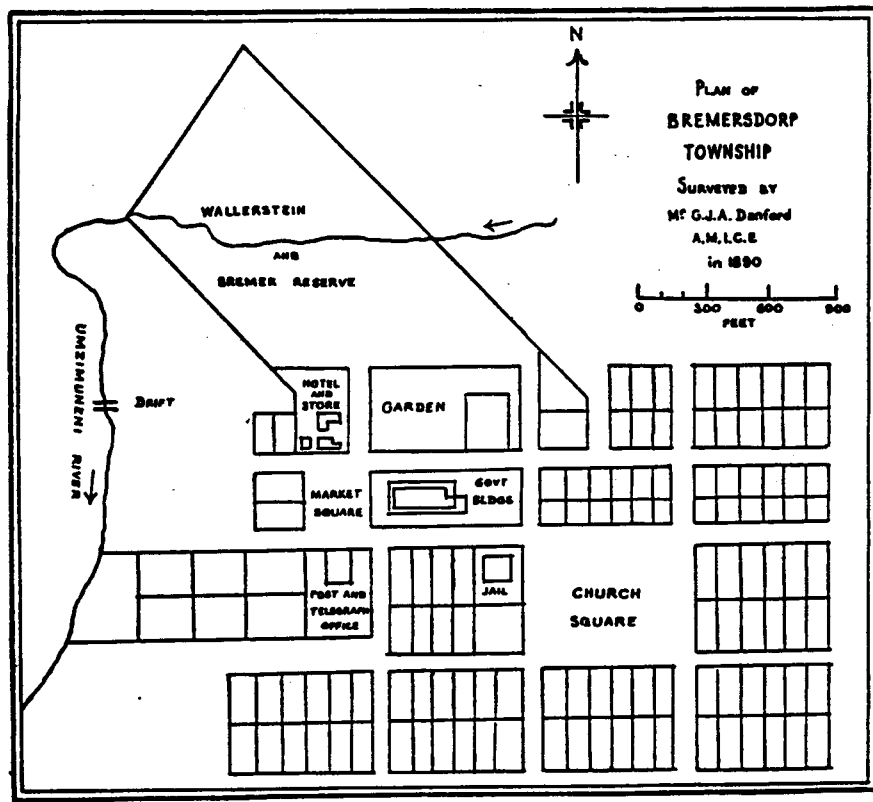 N
PLAN OF
BREMERSDORP
TOWNSHIP
SURVEYED BY
Mr G.J.A. Danford
A.M.I.C.E
in 1890
0 300 600 900
FEET
WALLERSTEIN
AND
BREMER RESERVE
UMZIMUNENI RIVER
DRIFT
HOTEL
AND
STORE
GARDEN
MARKET
SQUARE
GOVT
BLDGS
POST AND
TELEGRAPH
OFFICE
JAIL
CHURCH
SQUARE